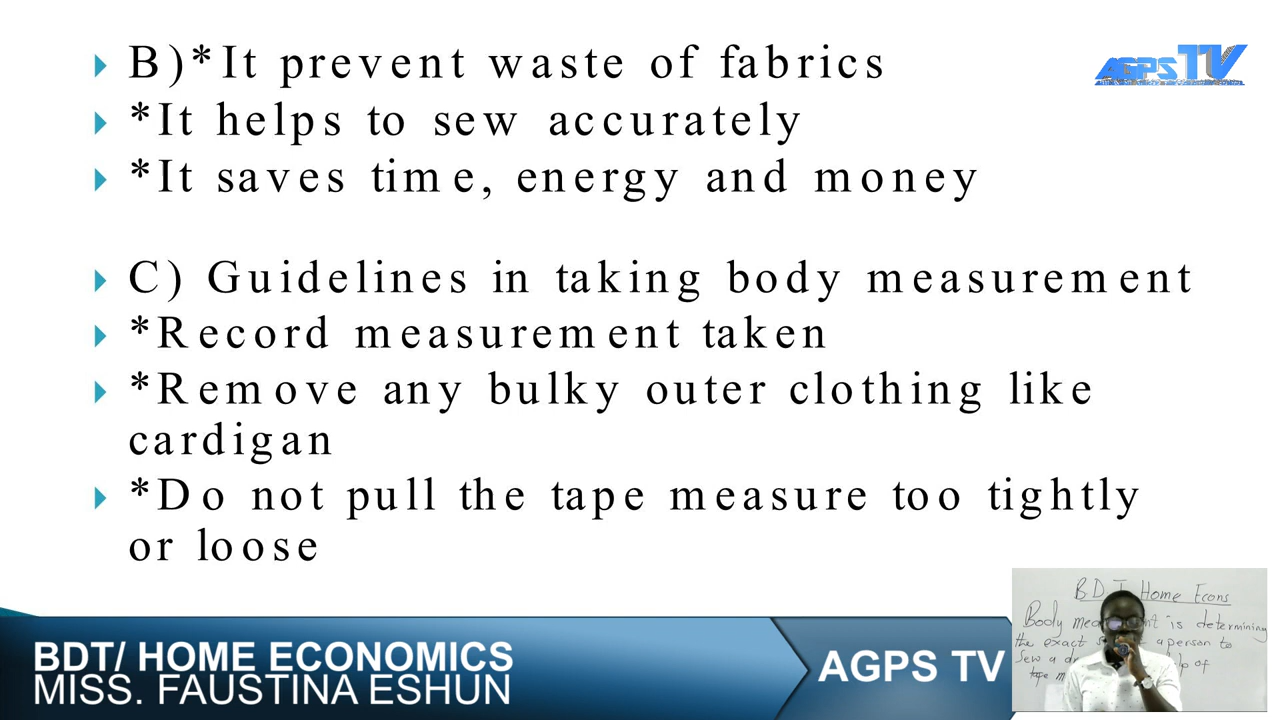 B)*It prevent waste of fabrics
AGPS TV
*It helps to sew accurately
*It saves time, energy and money
C) Guidelines in taking body measurement
*Record measurement taken
*Remove any bulky outer clothing like
cardigan
*Do not pull the tape measure too tightly
or loose
BDT/ HOME ECONOMICS
MISS. FAUSTINA ESHUN
AGPS TV
BDT Home Econs
Body is determining
the exact a person to
sew a of
tape